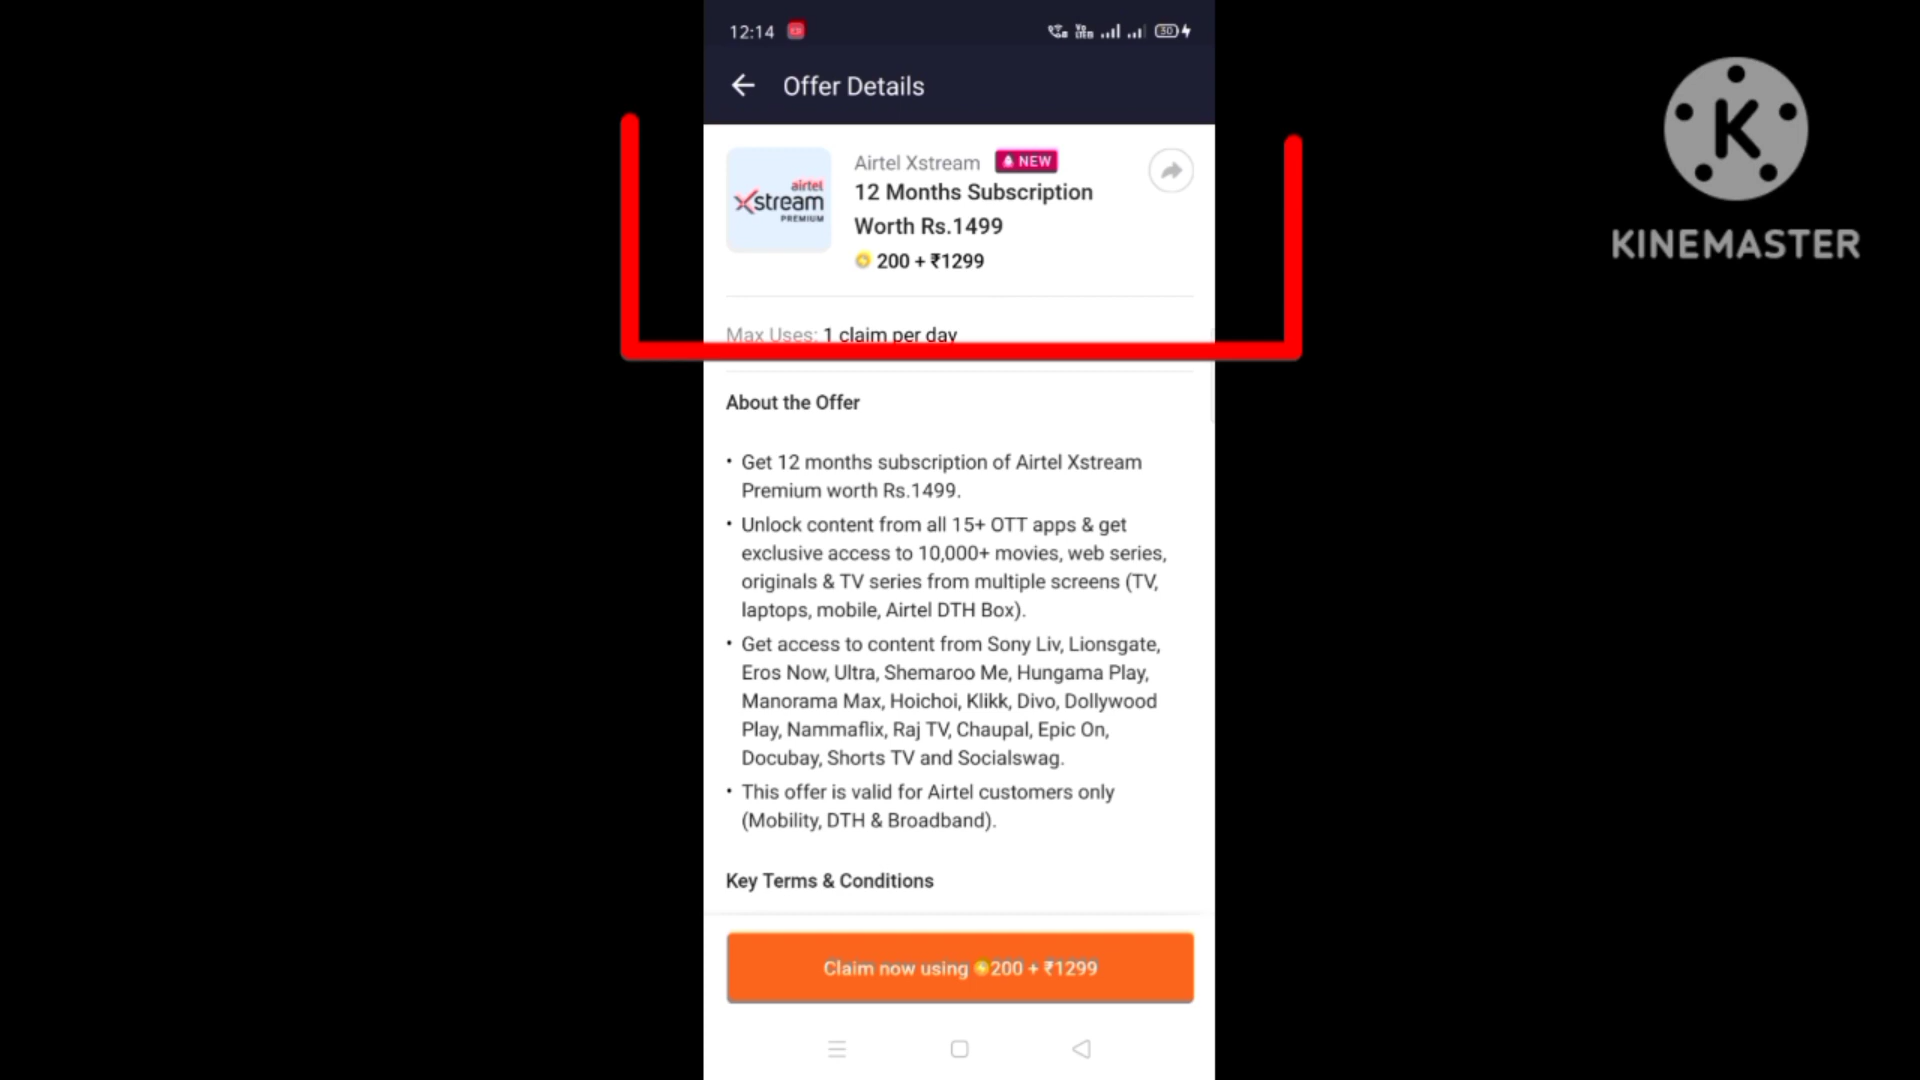 12:14
30
Offer Details
Airtel Xstream NEW
airtel
Xstream
PREMIUM
12 Months Subscription
Worth Rs.1499
200 + ₹1299
Max Uses: 1 claim per day
About the Offer
• Get 12 months subscription of Airtel Xstream
Premium worth Rs.1499.
• Unlock content from all 15+ OTT apps & get
exclusive access to 10,000+ movies, web series,
originals & TV series from multiple screens (TV,
laptops, mobile, Airtel DTH Box).
• Get access to content from Sony Liv, Lionsgate,
Eros Now, Ultra, Shemaroo Me, Hungama Play,
Manorama Max, Hoichoi, Klikk, Divo, Dollywood
Play, Nammaflix, Raj TV, Chaupal, Epic On,
Docubay, Shorts TV and Socialswag.
• This offer is valid for Airtel customers only
(Mobility, DTH & Broadband).
Key Terms & Conditions
Claim now using 200 + ₹1299
K
KINEMASTER